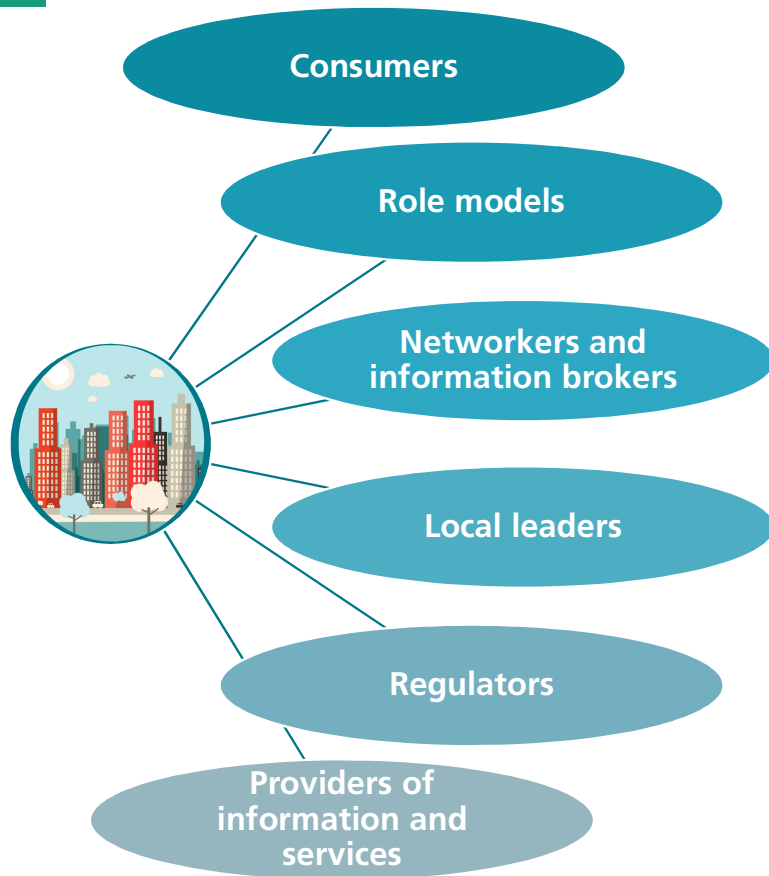 Consumers
Role models
Networkers and
information brokers
Local leaders
Regulators
Providers of
information and
services